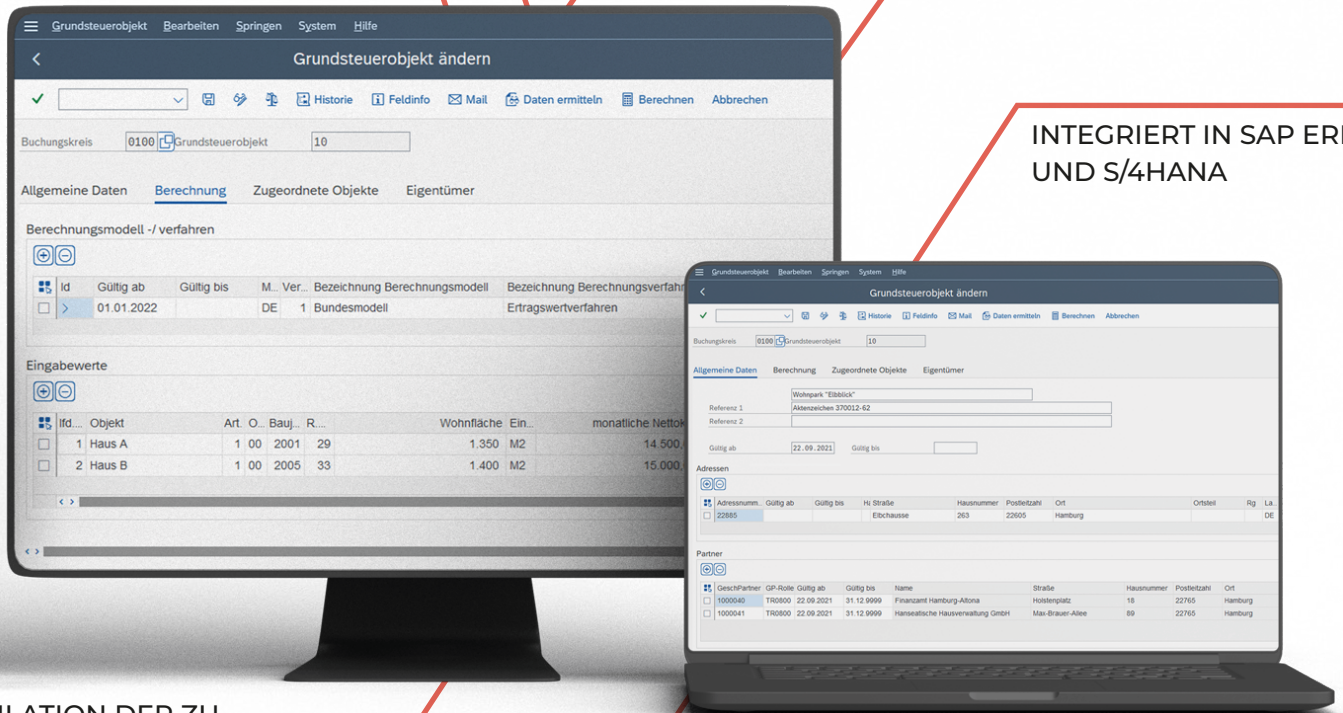 Grundsteuerobjekt Bearbeiten Springen System Hilfe
Grundsteuerobjekt ändern
Historie Feldinfo Mail Daten ermitteln Berechnen Abbrechen
Buchungskreis 0100 Grundsteuerobjekt 10
Allgemeine Daten Berechnung Zugeordnete Objekte Eigentümer
Berechnungsmodell -/ verfahren
Id Gültig ab Gültig bis M... Ver... Bezeichnung Berechnungsmodell Bezeichnung Berechnungsverfahr
01.01.2022 DE 1 Bundesmodell Ertragswertverfahren
Eingabewerte
lfd.... Objekt Art. O... Bauj... R.... Wohnfläche Ein... monatliche Nettok
1 Haus A 1 00 2001 29 1.350 M2 14.500,
2 Haus B 1 00 2005 33 1.400 M2 15.000,
INTEGRIERT IN SAP ER
UND S/4HANA
Grundsteuerobjekt Bearbeiten Springen System Hilfe
Grundsteuerobjekt ändern
Historie Feldinfo Mail Daten ermitteln Berechnen Abbrechen
Buchungskreis 0100 Grundsteuerobjekt 10
Allgemeine Daten Berechnung Zugeordnete Objekte Eigentümer
Wohnpark "Elbblick"
Referenz 1 Aktenzeichen 370012-62
Referenz 2
Gültig ab 22.09.2021 Gültig bis
Adressen
Adressnumm... Gültig ab Gültig bis Straße Hausnummer Postleitzahl Ort Ortsteil Rg La...
22885 Elbchausse 263 22605 Hamburg DE
Partner
GeschPartner GP-Rolle Gültig ab Gültig bis Name Straße Hausnummer Postleitzahl Ort
1000040 TR0800 22.09.2021 31.12.9999 Finanzamt Hamburg-Altona Holstenplatz 18 22765 Hamburg
1000041 TR0800 22.09.2021 31.12.9999 Hanseatische Hausverwaltung GmbH Max-Brauer-Allee 89 22765 Hamburg
LATION DER ZU